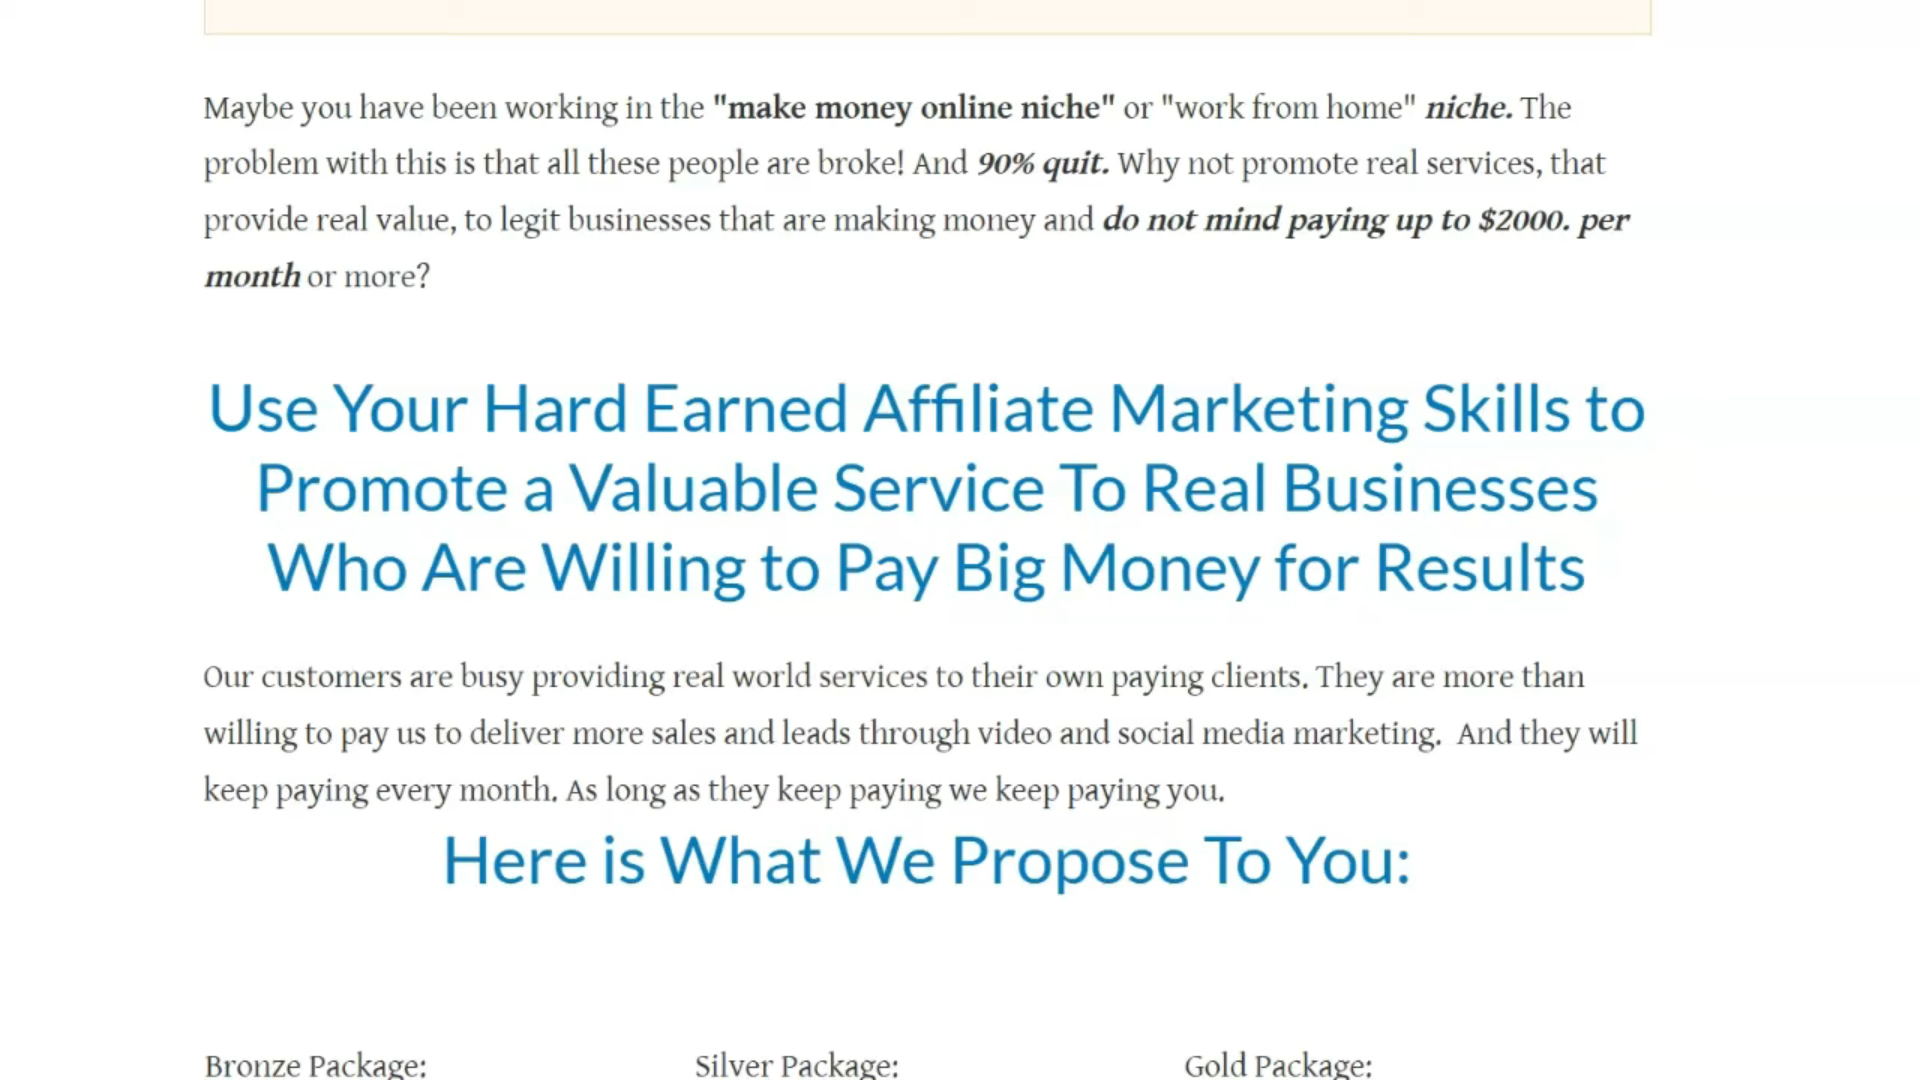 Maybe you have been working in the "make money online niche" or "work from home" niche. The
problem with this is that all these people are broke! And 90% quit. Why not promote real services, that
provide real value, to legit businesses that are making money and do not mind paying up to $2000. per
month or more?
Use Your Hard Earned Affiliate Marketing Skills to
Promote a Valuable Service To Real Businesses
Who Are Willing to Pay Big Money for Results
Our customers are busy providing real world services to their own paying clients. They are more than
willing to pay us to deliver more sales and leads through video and social media marketing.  And they will
keep paying every month. As long as they keep paying we keep paying you.
Here is What We Propose To You:
Bronze Package: Silver Package: Gold Package: